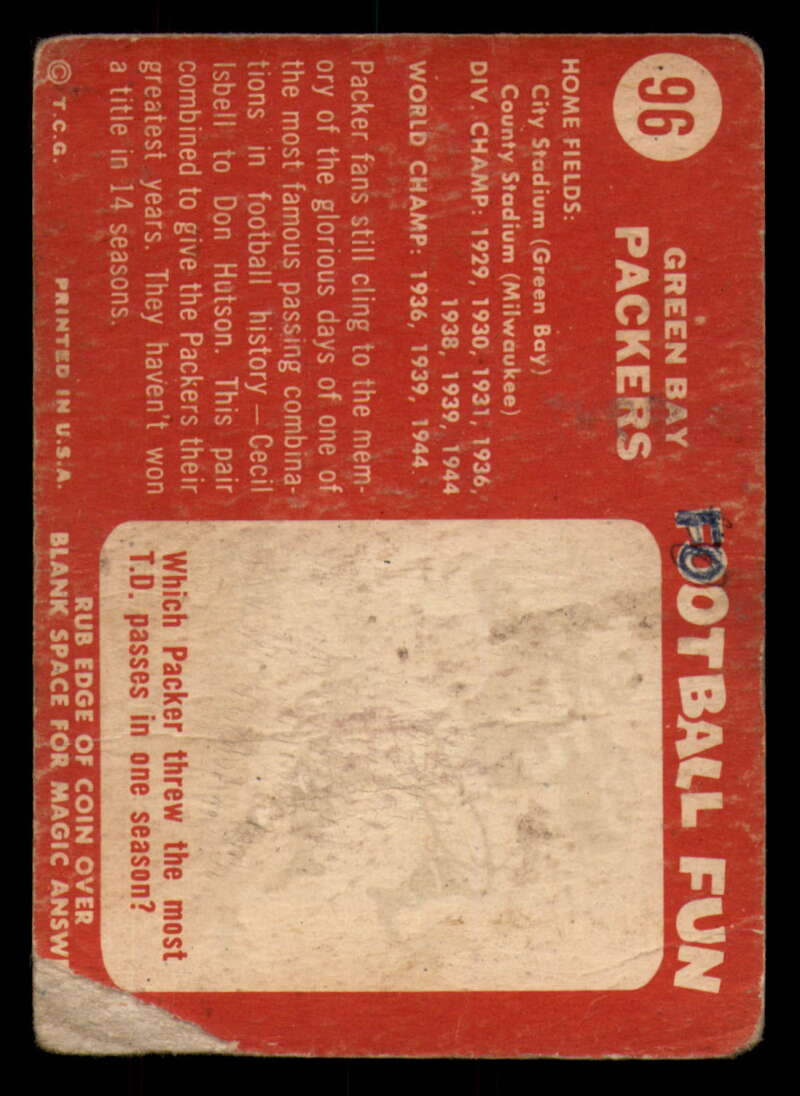 96
GREEN BAY
PACKERS
HOME FIELDS:
City Stadium (Green Bay)
County Stadium (Milwaukee)
DIV. CHAMP: 1929, 1930, 1931, 1936,
1938, 1939, 1944
WORLD CHAMP: 1936, 1939, 1944.
Packer fans still cling to the mem-
ory of the glorious days of one of
the most famous passing combina-
tions in football history—Cecil
Isbell to Don Hutson. This pair
combined to give the Packers their
greatest years. They haven't won
a title in 14 seasons.
© T.C.G.
PRINTED IN U.S.A.
FOOTBALL FUN
Which Packer threw the most
T.D. passes in one season?
RUB EDGE OF COIN OVER
BLANK SPACE FOR MAGIC ANSW